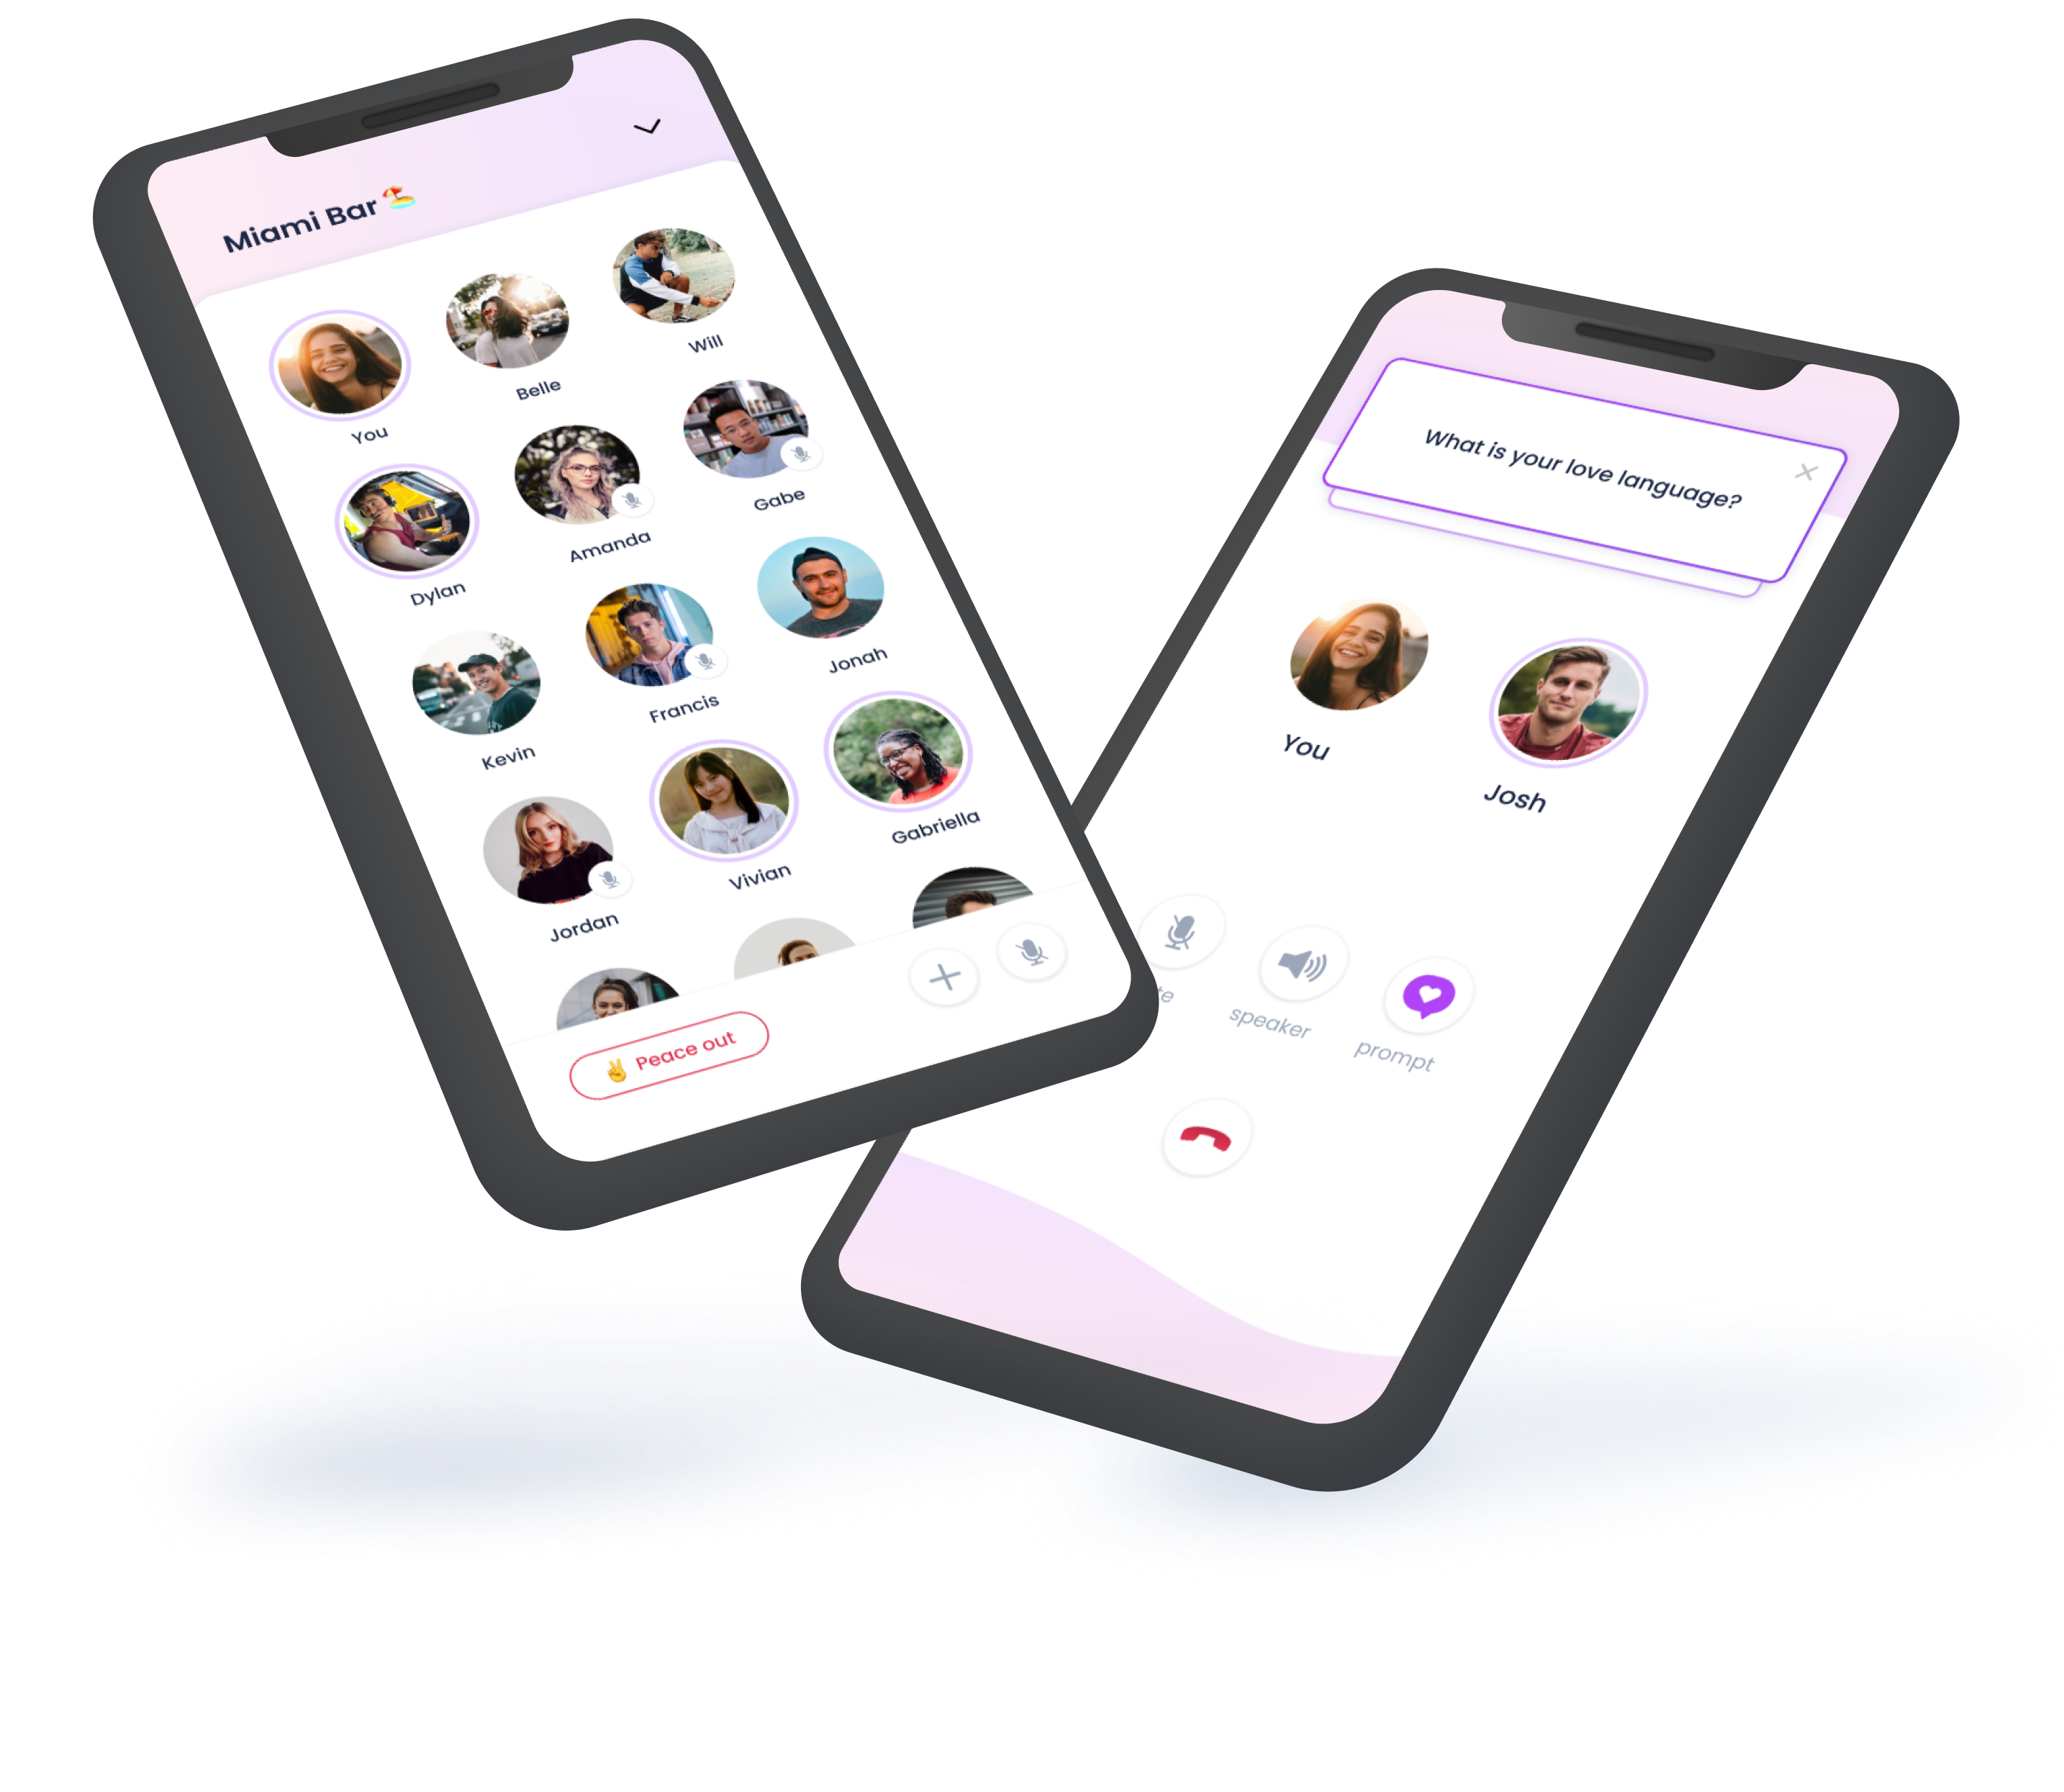 Miami Bar 🏖️
You
Belle
Will
Dylan
Amanda
Gabe
Kevin
Francis
Jonah
Jordan
Vivian
Gabriella
✌️ Peace out
What is your love language?
You
Josh
te
speaker
prompt